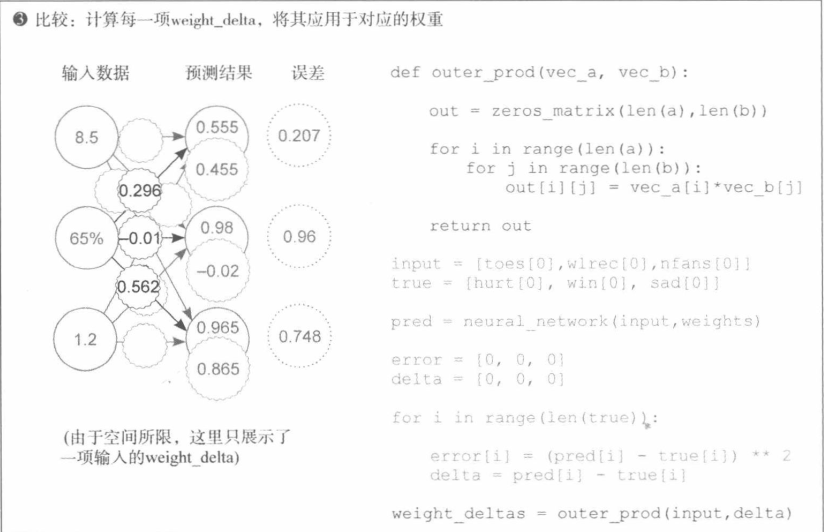 ❸ 比较：计算每一项weight_delta，将其应用于对应的权重
输入数据 预测结果 误差
8.5 0.555 0.207
0.455
0.296
65% –0.01 0.98 0.96
–0.02
0.562
1.2 0.965 0.748
0.865
(由于空间所限，这里只展示了
一项输入的weight_delta)
def outer_prod(vec_a, vec_b):
out = zeros_matrix(len(a),len(b))
for i in range(len(a)):
for j in range(len(b)):
out[i][j] = vec_a[i]*vec_b[j]
return out
input = [toes[0],wlrec[0],nfans[0]]
true = [hurt[0], win[0], sad[0]]
pred = neural_network(input,weights)
error = [0, 0, 0]
delta = [0, 0, 0]
for i in range(len(true)):
error[i] = (pred[i] - true[i]) ** 2
delta = pred[i] - true[i]
weight_deltas = outer_prod(input,delta)